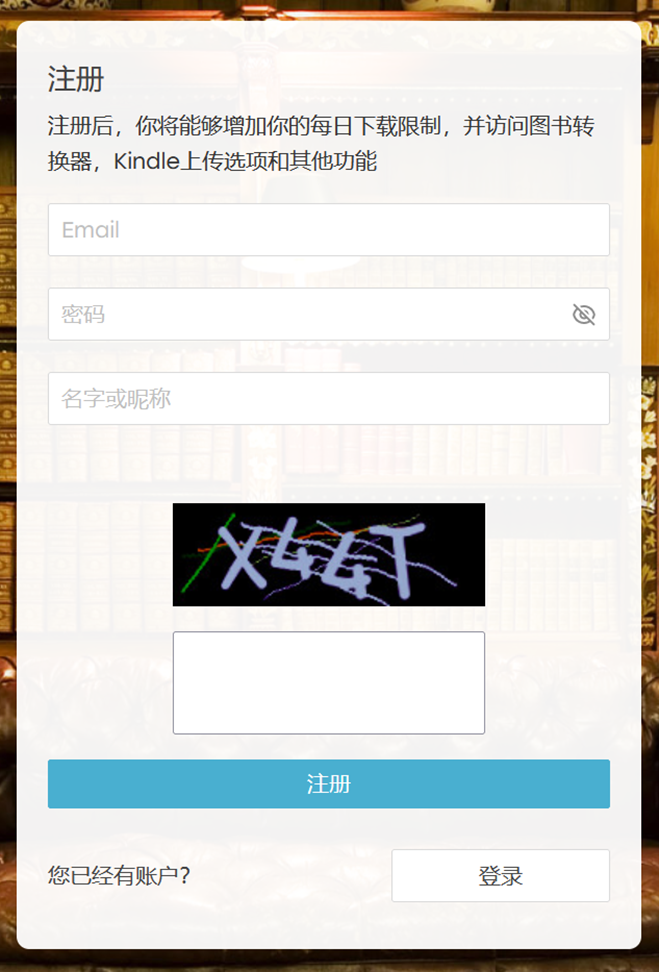 注册
注册后，你将能够增加你的每日下载限制，并访问图书转
换器，Kindle上传选项和其他功能
Email
密码
名字或昵称
X44T
注册
您已经有账户？
登录